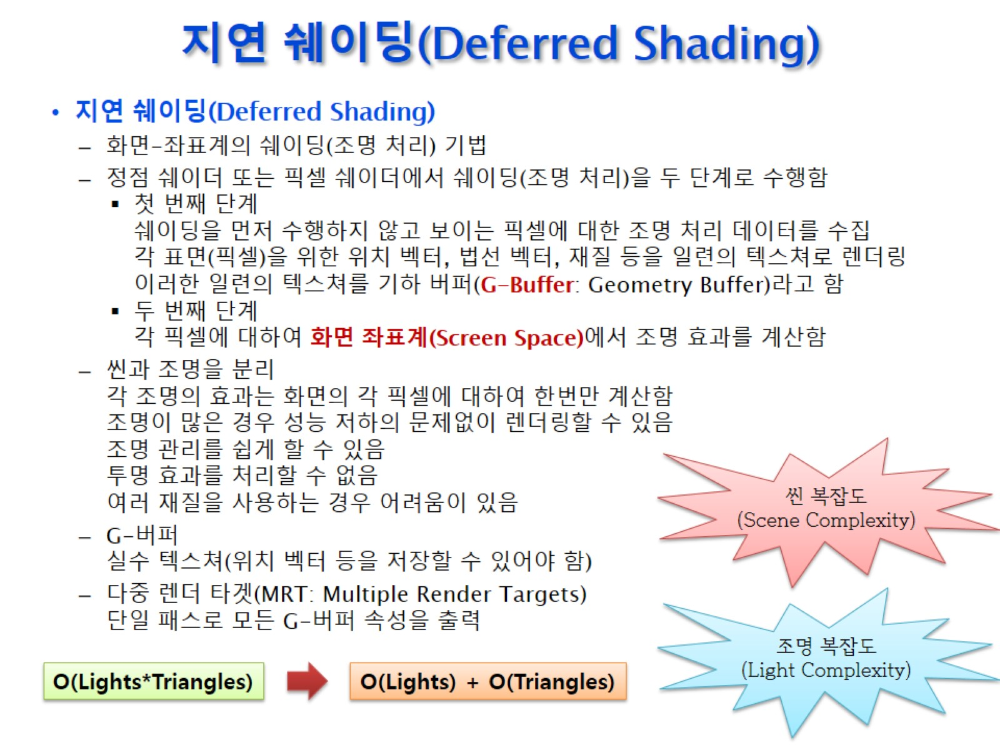 지연 쉐이딩(Deferred Shading)
• 지연 쉐이딩(Deferred Shading)
– 화면-좌표계의 쉐이딩(조명 처리) 기법
– 정점 쉐이더 또는 픽셀 쉐이더에서 쉐이딩(조명 처리)을 두 단계로 수행함
▪ 첫 번째 단계
쉐이딩을 먼저 수행하지 않고 보이는 픽셀에 대한 조명 처리 데이터를 수집
각 표면(픽셀)을 위한 위치 벡터, 법선 벡터, 재질 등을 일련의 텍스쳐로 렌더링
이러한 일련의 텍스쳐를 기하 버퍼(G-Buffer: Geometry Buffer)라고 함
▪ 두 번째 단계
각 픽셀에 대하여 화면 좌표계(Screen Space)에서 조명 효과를 계산함
– 씬과 조명을 분리
각 조명의 효과는 화면의 각 픽셀에 대하여 한번만 계산함
조명이 많은 경우 성능 저하의 문제없이 렌더링할 수 있음
조명 관리를 쉽게 할 수 있음
투명 효과를 처리할 수 없음
여러 재질을 사용하는 경우 어려움이 있음
– G-버퍼
실수 텍스쳐(위치 벡터 등을 저장할 수 있어야 함)
– 다중 렌더 타겟(MRT: Multiple Render Targets)
단일 패스로 모든 G-버퍼 속성을 출력
씬 복잡도
(Scene Complexity)
조명 복잡도
(Light Complexity)
O(Lights*Triangles)
O(Lights) + O(Triangles)